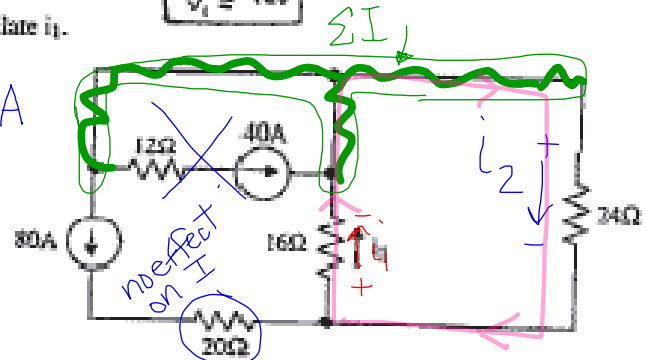 late i₁.
ΣI
A
12Ω
40A
i₂
+
-
24Ω
80A
no effect
on I
16Ω
-
i₁
+
20Ω